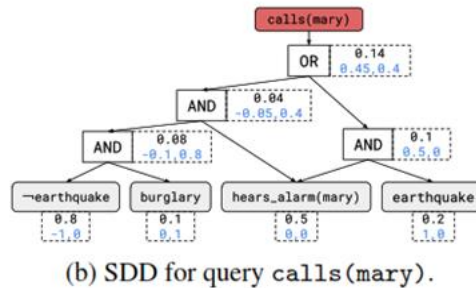 calls(mary)
OR
0.14
0.45,0.4
AND
0.04
-0.05,0.4
AND
0.08
-0.1,0.8
AND
0.1
0.5,0
¬earthquake
burglary
hears_alarm(mary)
earthquake
0.8
-1,0
0.1
0,1
0.5
0,0
0.2
1,0
(b) SDD for query calls(mary).